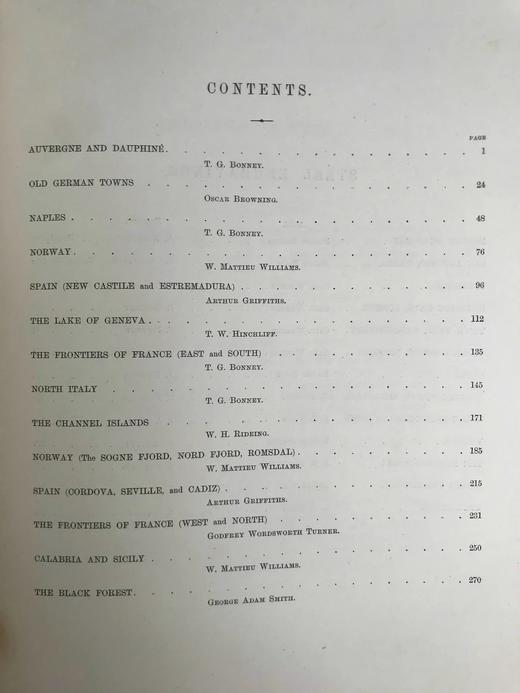 CONTENTS.
PAGE
AUVERGNE AND DAUPHINÉ. . . . . . . . . . . . 1
T. G. Bonney.
OLD GERMAN TOWNS . . . . . . . . . . . . 24
Oscar Browning.
NAPLES . . . . . . . . . . . . 48
T. G. Bonney.
NORWAY. . . . . . . . . . . . 76
W. Mattieu Williams.
SPAIN (NEW CASTILE and ESTREMADURA) . . . . . . . . . . 96
Arthur Griffiths.
THE LAKE OF GENEVA . . . . . . . . . . . . 112
T. W. Hinchliff.
THE FRONTIERS OF FRANCE (EAST and SOUTH) . . . . . . . . . 135
T. G. Bonney.
NORTH ITALY . . . . . . . . . . . . 145
T. G. Bonney.
THE CHANNEL ISLANDS . . . . . . . . . . . . 171
W. H. Rideing.
NORWAY (The SOGNE FJORD, NORD FJORD, ROMSDAL) . . . . . . . . 185
W. Mattieu Williams.
SPAIN (CORDOVA, SEVILLE, and CADIZ) . . . . . . . . . . 215
Arthur Griffiths.
THE FRONTIERS OF FRANCE (WEST and NORTH) . . . . . . . . . 231
Godfrey Wordsworth Turner.
CALABRIA AND SICILY . . . . . . . . . . . . 250
W. Mattieu Williams.
THE BLACK FOREST. . . . . . . . . . . . 270
George Adam Smith.